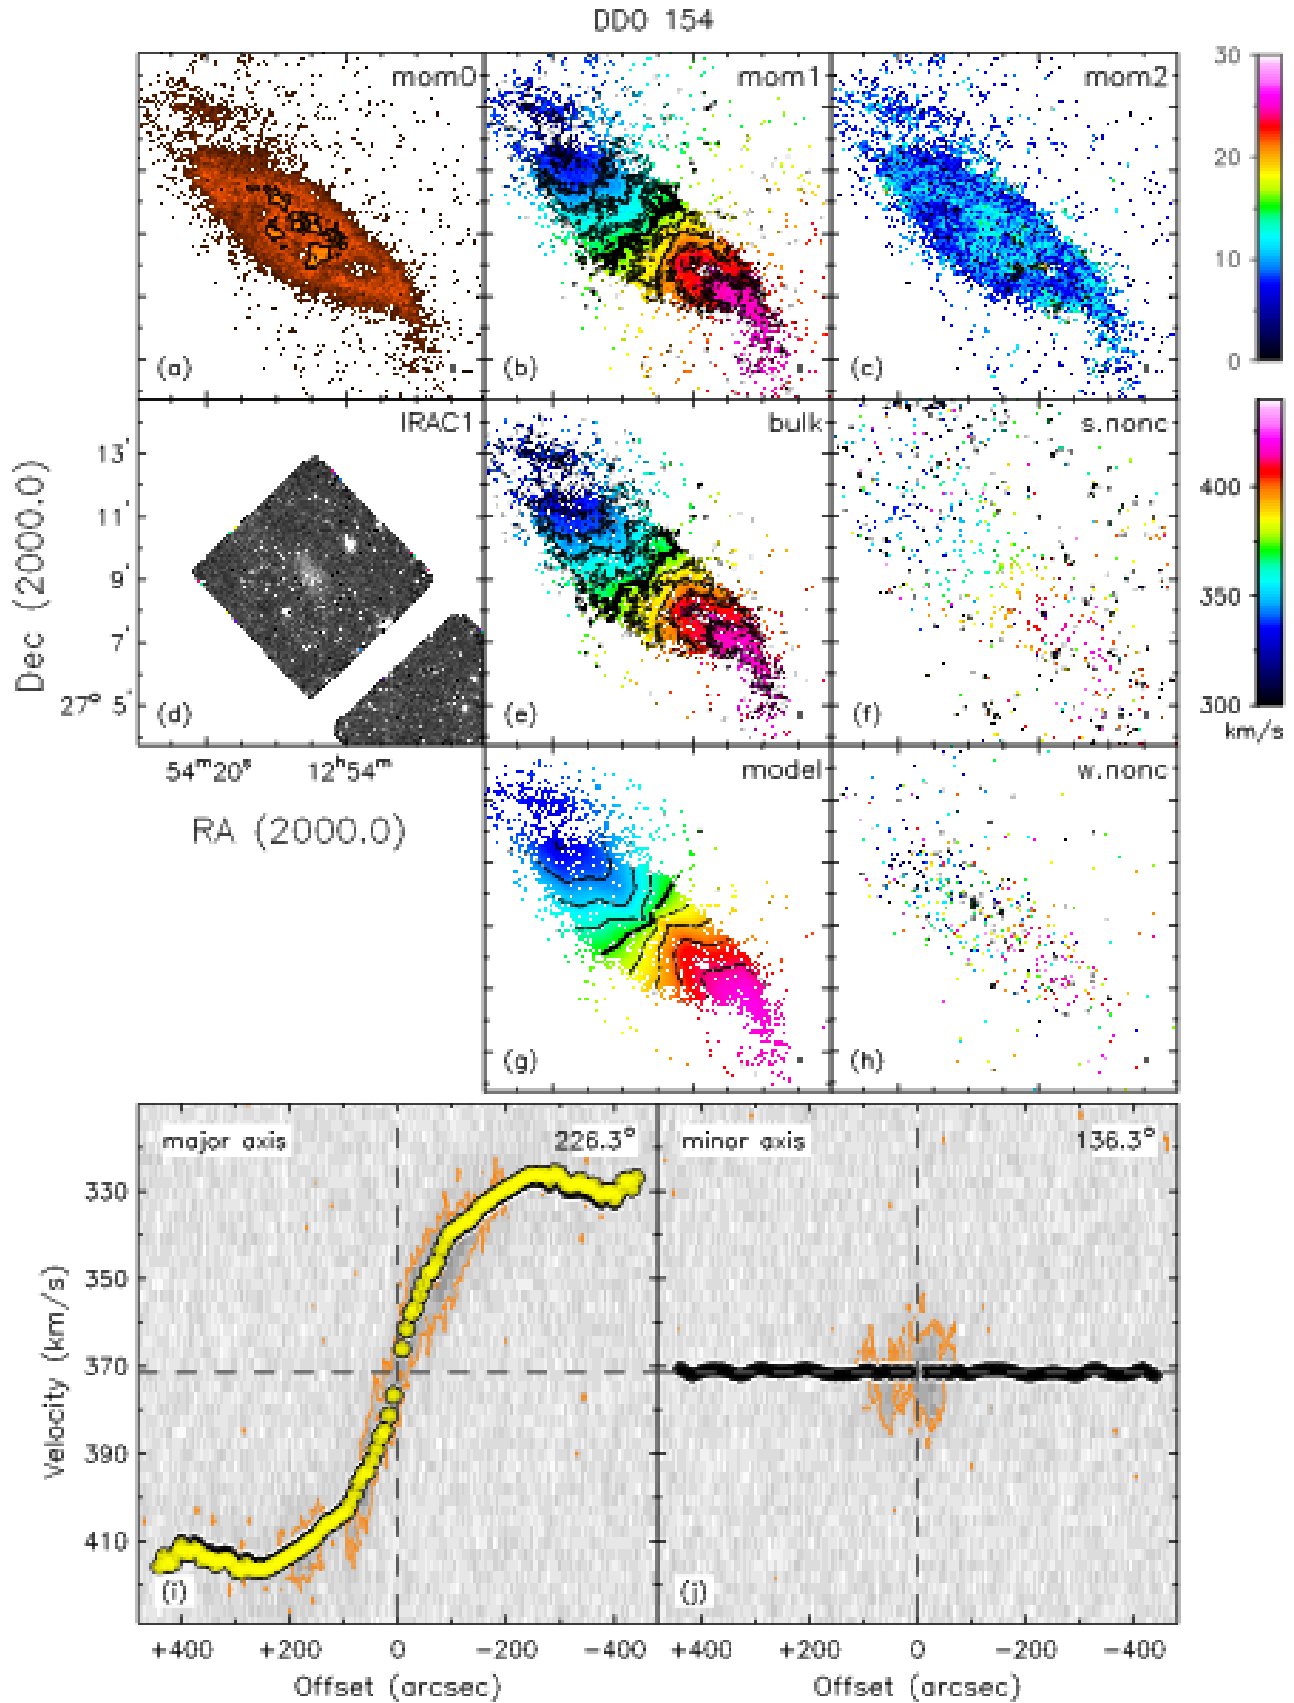 DDO 154
mom0
mom1
mom2
30
20
10
0
(a)
(b)
(c)
IRAC1
bulk
s.nonc
13'
11'
9'
7'
27° 5'
Dec (2000.0)
400
350
300
km/s
(d)
(e)
(f)
54ᵐ20ˢ
12ʰ54ᵐ
RA (2000.0)
model
w.nonc
(g)
(h)
major axis
226.3°
minor axis
136.3°
330
350
370
390
410
Velocity (km/s)
(i)
(j)
+400
+200
0
−200
−400
+400
+200
0
−200
−400
Offset (arcsec)
Offset (arcsec)